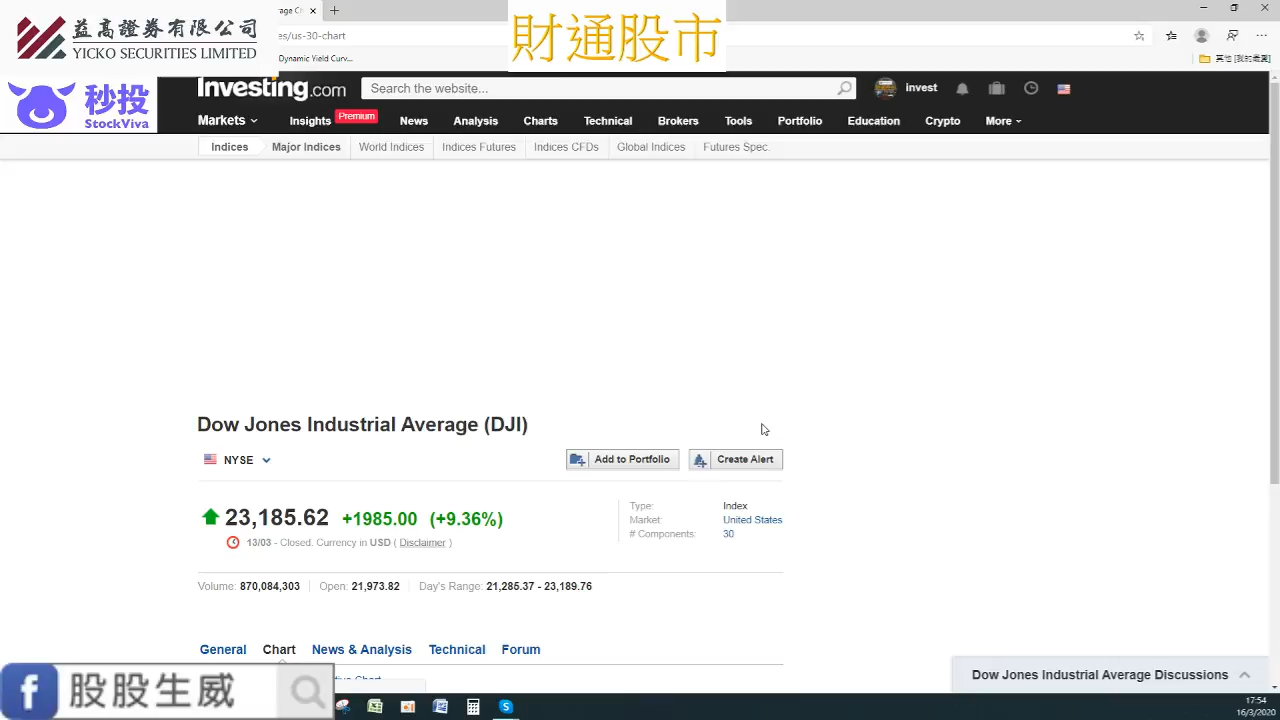 益高證券有限公司
YICKO SECURITIES LIMITED
財通股市
秒投
StockViva
es/us-30-chart
Dynamic Yield Curv...
Investing.com
Search the website...
invest
Markets
Insights
Premium
News
Analysis
Charts
Technical
Brokers
Tools
Portfolio
Education
Crypto
More
Indices
Major Indices
World Indices
Indices Futures
Indices CFDs
Global Indices
Futures Spec.
Dow Jones Industrial Average (DJI)
NYSE
Add to Portfolio
Create Alert
23,185.62 +1985.00 (+9.36%)
13/03 - Closed. Currency in USD ( Disclaimer )
Type: Index
Market: United States
# Components: 30
Volume: 870,084,303
Open: 21,973.82
Day's Range: 21,285.37 - 23,189.76
General
Chart
News & Analysis
Technical
Forum
股股生威
Dow Jones Industrial Average Discussions
17:54
16/3/2020